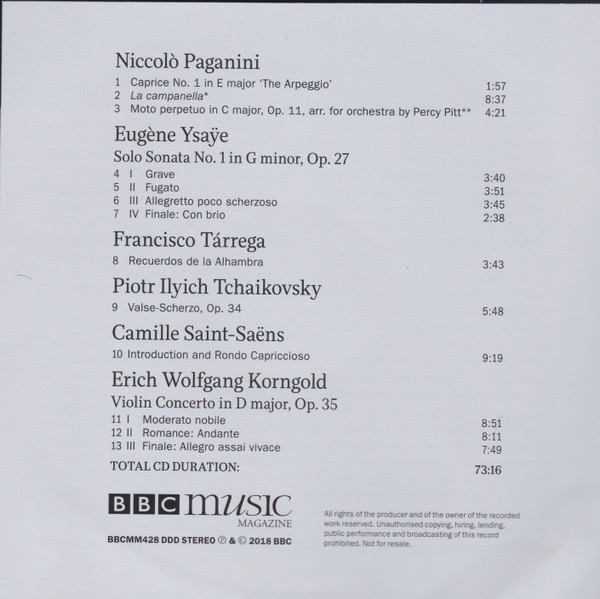 Niccolò Paganini
1 Caprice No. 1 in E major ‘The Arpeggio’ 1:57
2 La campanella* 8:37
3 Moto perpetuo in C major, Op. 11, arr. for orchestra by Percy Pitt** 4:21
Eugène Ysaÿe
Solo Sonata No. 1 in G minor, Op. 27
4 I Grave 3:40
5 II Fugato 3:51
6 III Allegretto poco scherzoso 3:45
7 IV Finale: Con brio 2:38
Francisco Tárrega
8 Recuerdos de la Alhambra 3:43
Piotr Ilyich Tchaikovsky
9 Valse-Scherzo, Op. 34 5:48
Camille Saint-Saëns
10 Introduction and Rondo Capriccioso 9:19
Erich Wolfgang Korngold
Violin Concerto in D major, Op. 35
11 I Moderato nobile 8:51
12 II Romance: Andante 8:11
13 III Finale: Allegro assai vivace 7:49
TOTAL CD DURATION: 73:16
BBC music
MAGAZINE
BBCMM428 DDD STEREO ℗ & © 2018 BBC
All rights of the producer and of the owner of the recorded
work reserved. Unauthorised copying, hiring, lending,
public performance and broadcasting of this record
prohibited. Not for resale.